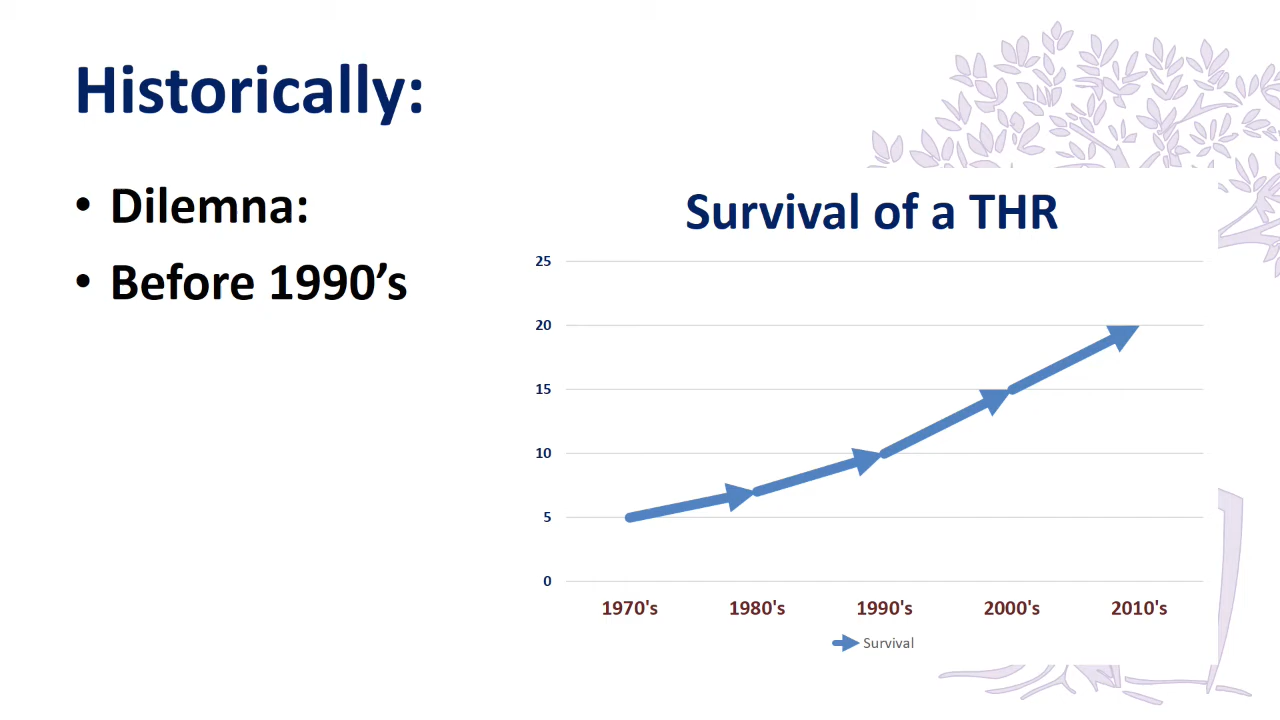 Historically:
• Dilemna:
• Before 1990’s
Survival of a THR
25
20
15
10
5
0
1970's 1980's 1990's 2000's 2010's
Survival